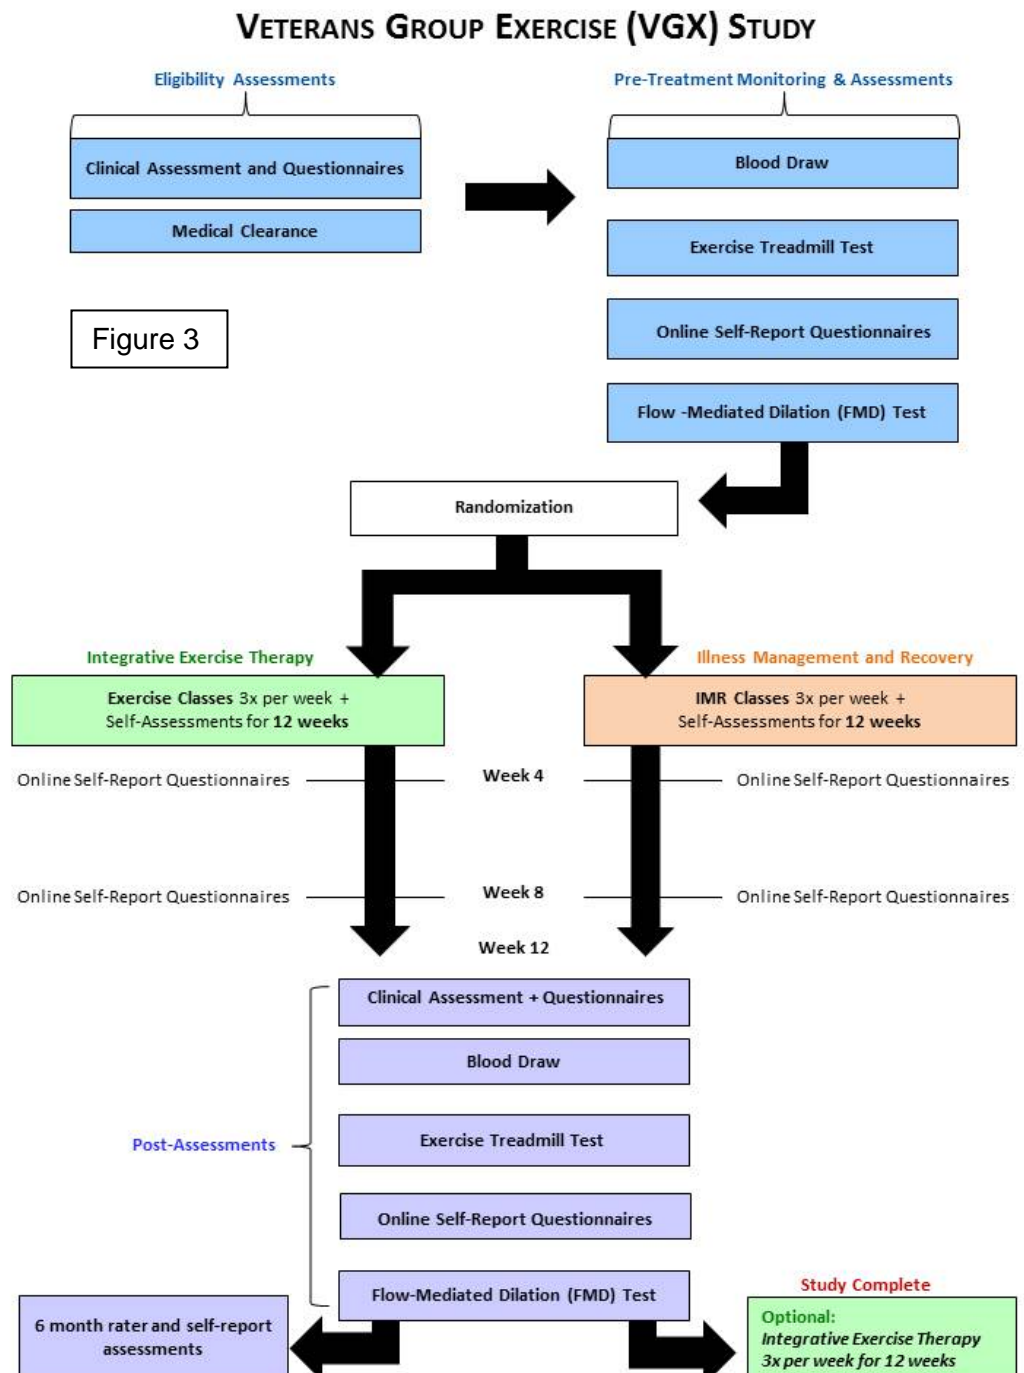 VETERANS GROUP EXERCISE (VGX) STUDY
Eligibility Assessments
Clinical Assessment and Questionnaires
Medical Clearance
Figure 3
Pre-Treatment Monitoring & Assessments
Blood Draw
Exercise Treadmill Test
Online Self-Report Questionnaires
Flow -Mediated Dilation (FMD) Test
Randomization
Integrative Exercise Therapy
Exercise Classes 3x per week +
Self-Assessments for 12 weeks
Illness Management and Recovery
IMR Classes 3x per week +
Self-Assessments for 12 weeks
Online Self-Report Questionnaires
Week 4
Online Self-Report Questionnaires
Online Self-Report Questionnaires
Week 8
Online Self-Report Questionnaires
Week 12
Post-Assessments
Clinical Assessment + Questionnaires
Blood Draw
Exercise Treadmill Test
Online Self-Report Questionnaires
Flow-Mediated Dilation (FMD) Test
6 month rater and self-report
assessments
Study Complete
Optional:
Integrative Exercise Therapy
3x per week for 12 weeks